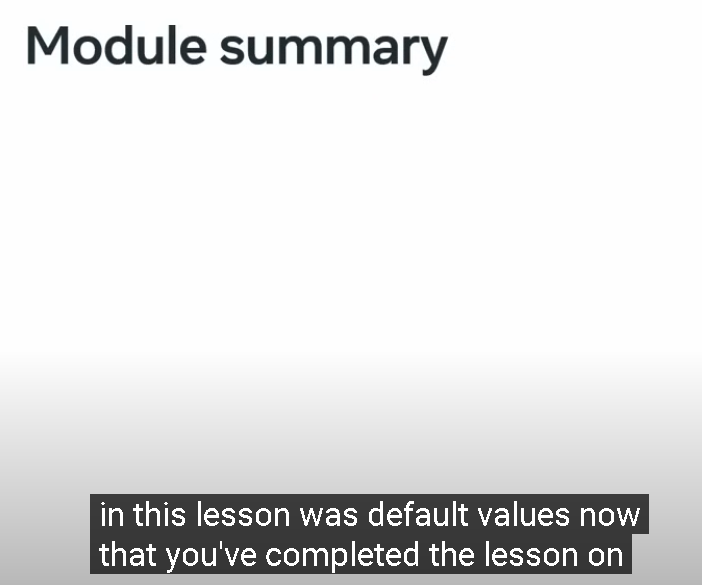 Module summary
in this lesson was default values now
that you've completed the lesson on